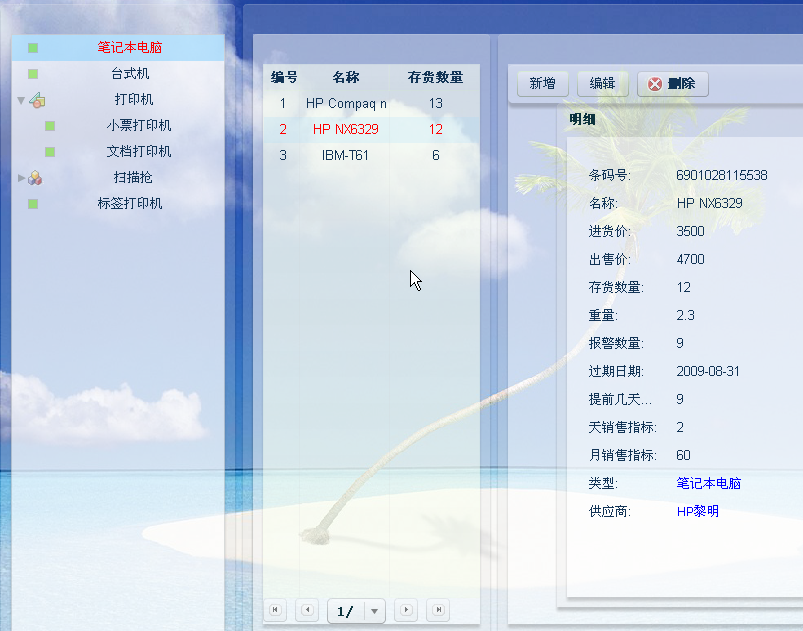 笔记本电脑
台式机
打印机
小票打印机
文档打印机
扫描抢
标签打印机
编号 名称 存货数量
1 HP Compaq n 13
2 HP NX6329 12
3 IBM-T61 6
1/
新增 编辑 删除
明细
条码号: 6901028115538
名称: HP NX6329
进货价: 3500
出售价: 4700
存货数量: 12
重量: 2.3
报警数量: 9
过期日期: 2009-08-31
提前几天... 9
天销售指标: 2
月销售指标: 60
类型: 笔记本电脑
供应商: HP黎明